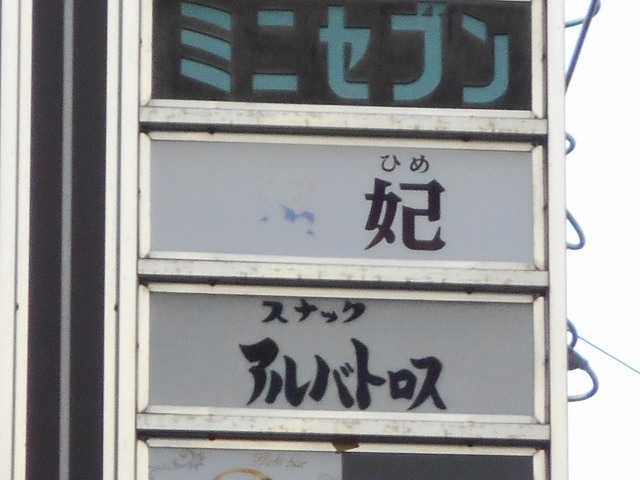 ミニセブン
ひめ
妃
スナック
アルバトロス